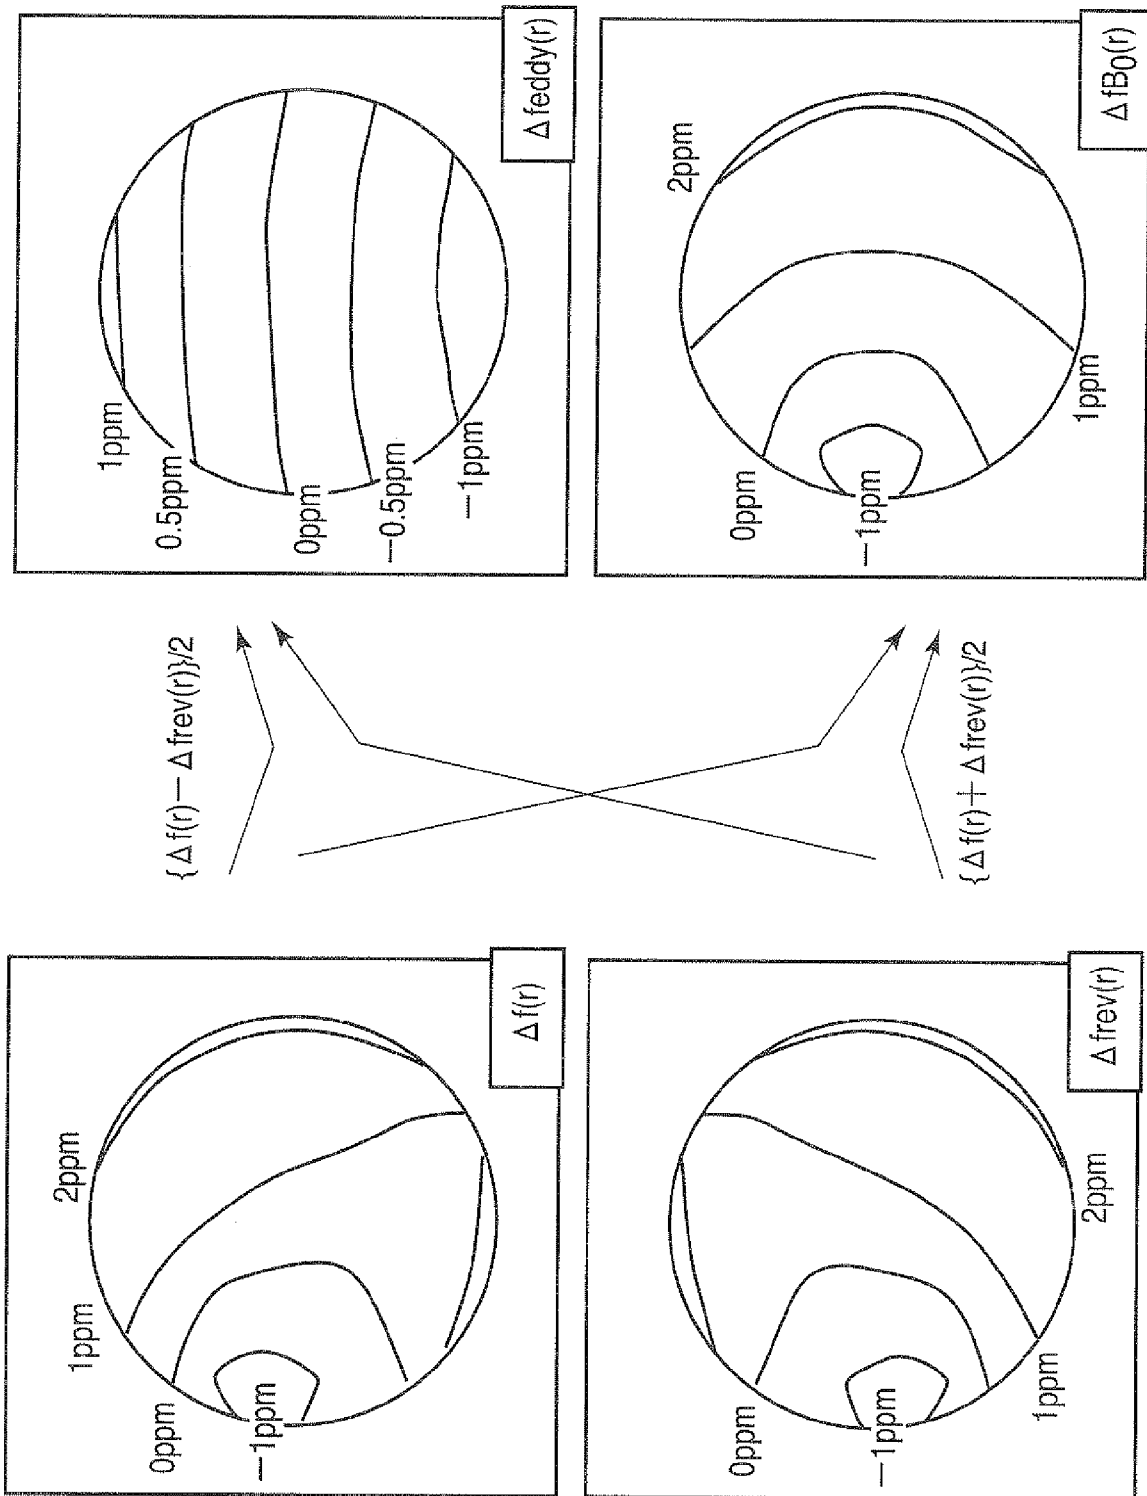 1ppm
0.5ppm
0ppm
−0.5ppm
−1ppm
Δfeddy(r)
2ppm
0ppm
−1ppm
1ppm
ΔfB₀(r)
{Δf(r)−Δfrev(r)}/2
{Δf(r)+Δfrev(r)}/2
2ppm
1ppm
0ppm
−1ppm
Δf(r)
0ppm
−1ppm
1ppm
2ppm
Δfrev(r)